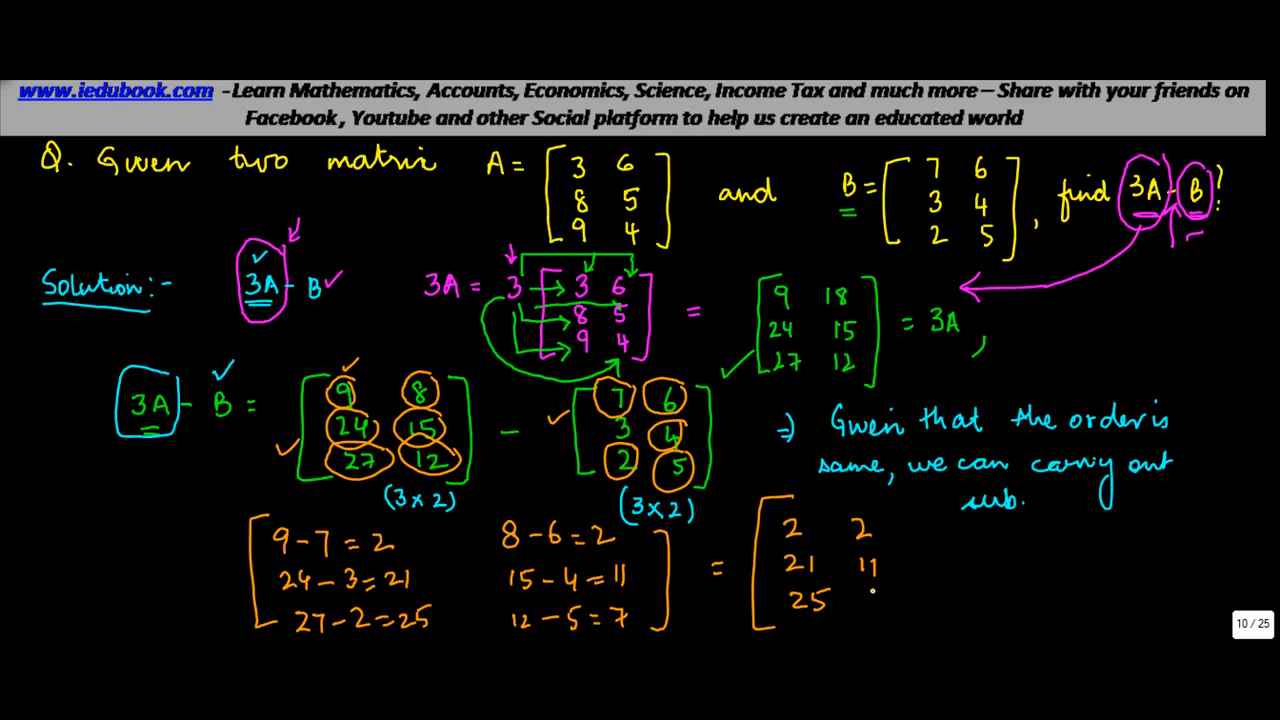 www.iedubook.com - Learn Mathematics, Accounts, Economics, Science, Income Tax and much more – Share with your friends on
Facebook, Youtube and other Social platform to help us create an educated world
Q. Given two matrix A = [ 3 6 and B = [ 7 6 , find 3A - B ?
8 5 3 4
9 4 ] 2 5 ]
Solution:- 3A - B 3A = 3 [ 3 6 = [ 9 18
8 5 24 15 = 3A ,
9 4 ] 27 12 ]
3A - B = [ 9 8 - [ 7 6
24 15 3 4
27 12 ] 2 5 ]
(3 x 2) (3 x 2)
⇒ Given that the order is
same, we can carry out
sub.
[ 9 - 7 = 2 8 - 6 = 2 = [ 2 2
24 - 3 = 21 15 - 4 = 11 21 11
27 - 2 = 25 12 - 5 = 7 ] 25
10 / 25